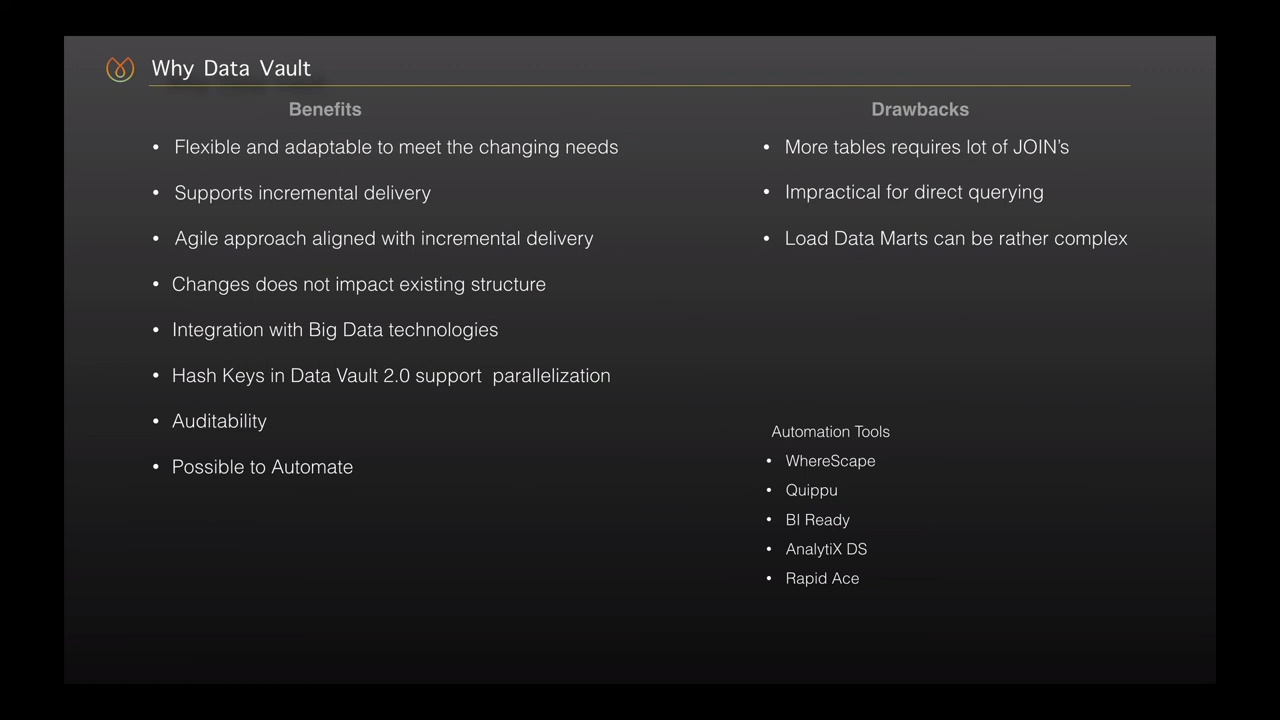 Why Data Vault
Benefits
• Flexible and adaptable to meet the changing needs
• Supports incremental delivery
• Agile approach aligned with incremental delivery
• Changes does not impact existing structure
• Integration with Big Data technologies
• Hash Keys in Data Vault 2.0 support  parallelization
• Auditability
• Possible to Automate
Drawbacks
• More tables requires lot of JOIN's
• Impractical for direct querying
• Load Data Marts can be rather complex
Automation Tools
• WhereScape
• Quippu
• BI Ready
• AnalytiX DS
• Rapid Ace